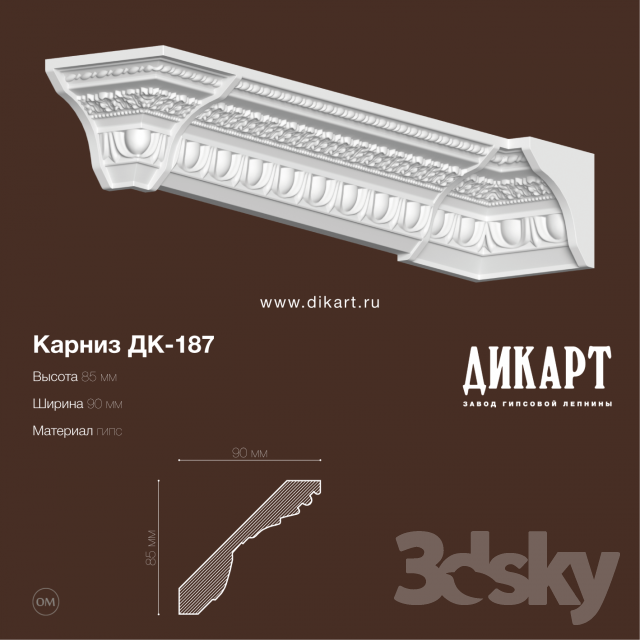 www.dikart.ru
Карниз ДК-187
Высота 85 мм
Ширина 90 мм
Материал гипс
ДИКАРТ
ЗАВОД ГИПСОВОЙ ЛЕПНИНЫ
90 мм
85 мм
3dsky
ОМ